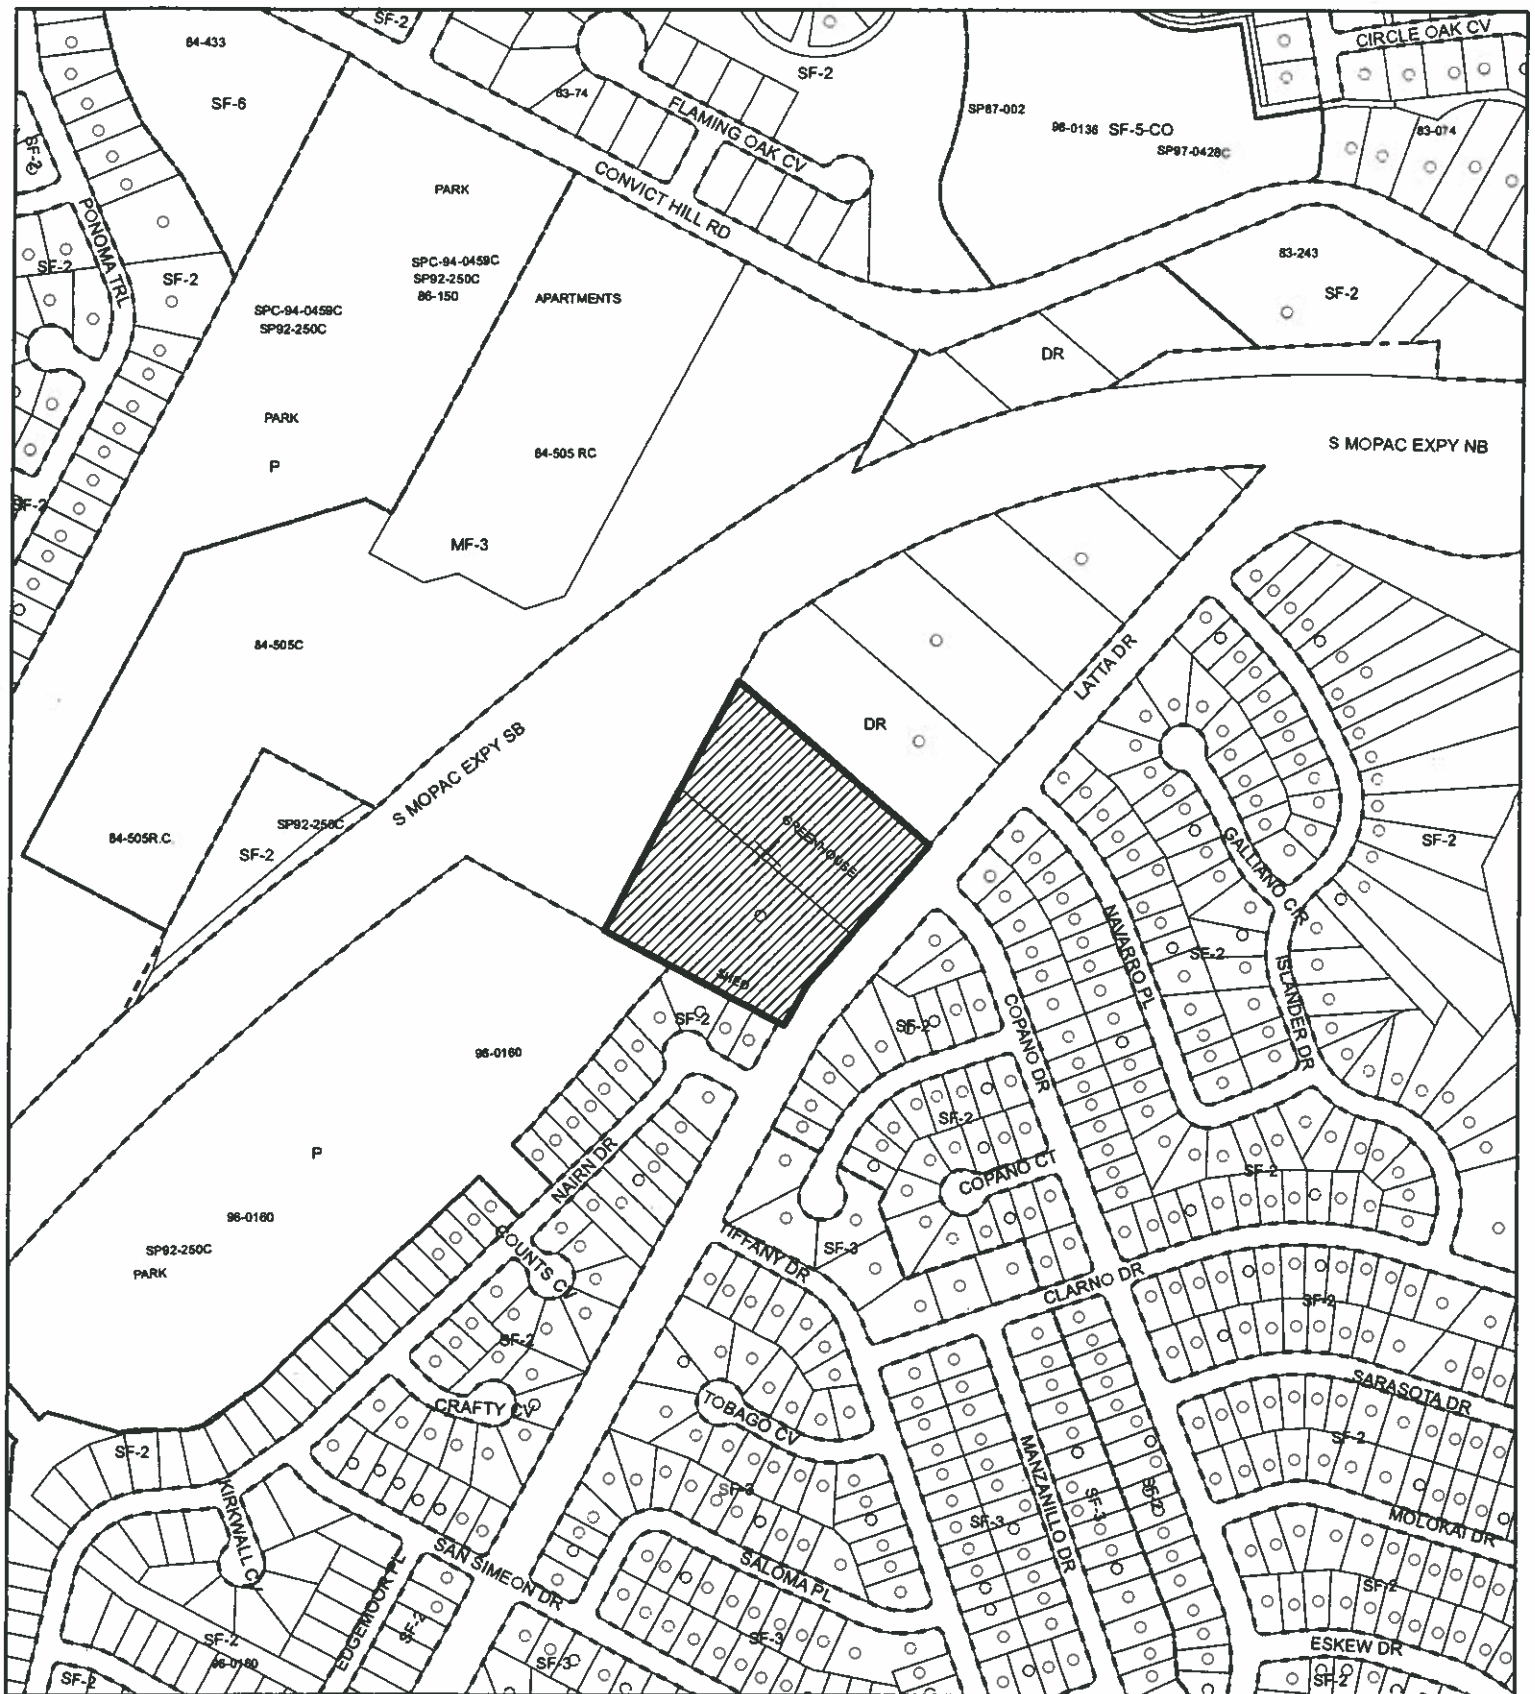 SF-2
84-433
CIRCLE OAK CV
SF-6
83-74
SF-2
FLAMING OAK CV
SP87-002
96-0136 SF-5-CO
SP97-0428C
83-074
SF-2
PARK
CONVICT HILL RD
PONOMA TRL
SF-2
SF-2
SPC-94-0459C
SP92-250C
86-150
APARTMENTS
SPC-94-0459C
SP92-250C
83-243
SF-2
DR
PARK
P
84-505 RC
S MOPAC EXPY NB
SF-2
MF-3
84-505C
LATTA DR
DR
S MOPAC EXPY SB
84-505R.C.
SP92-250C
SF-2
GREENHOUSE
SHED
GALLIANO CIR
SF-2
NAVARRO PL
SF-2
ISLANDER DR
COPANO DR
SF-2
SF-2
96-0160
SF-2
P
NAIRN DR
COPANO CT
SF-2
96-0160
SP92-250C
PARK
COUNTS CV
TIFFANY DR
SF-3
CLARNO DR
SF-2
SF-2
CRAFTY CV
TOBAGO CV
SARASOTA DR
SF-2
SF-2
KIRKWALL CV
SF-3
MANZANILLO DR
SF-3
SF-3
SF-2
MOLOKAI DR
SAN SIMEON DR
SALOMA PL
EDGEMOOR PL
SF-2
SF-2
SF-2
96-0160
SF-3
SF-3
ESKEW DR
SF-2
SF-2